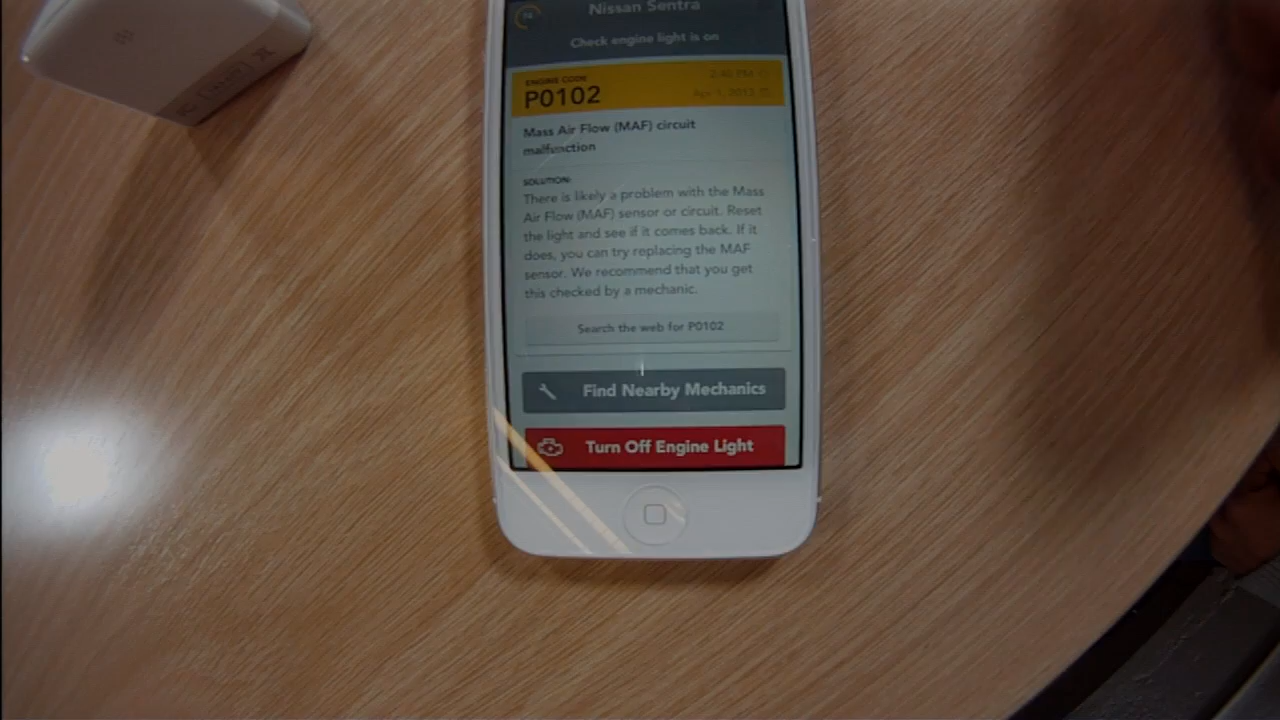 Nissan Sentra
Check engine light is on
ENGINE CODE
P0102
2:46 PM
Mass Air Flow (MAF) circuit
malfunction
SOLUTION:
There is likely a problem with the Mass
Air Flow (MAF) sensor or circuit. Reset
the light and see if it comes back. If it
does, you can try replacing the MAF
sensor. We recommend that you get
this checked by a mechanic.
Search the web for P0102
Find Nearby Mechanics
Turn Off Engine Light